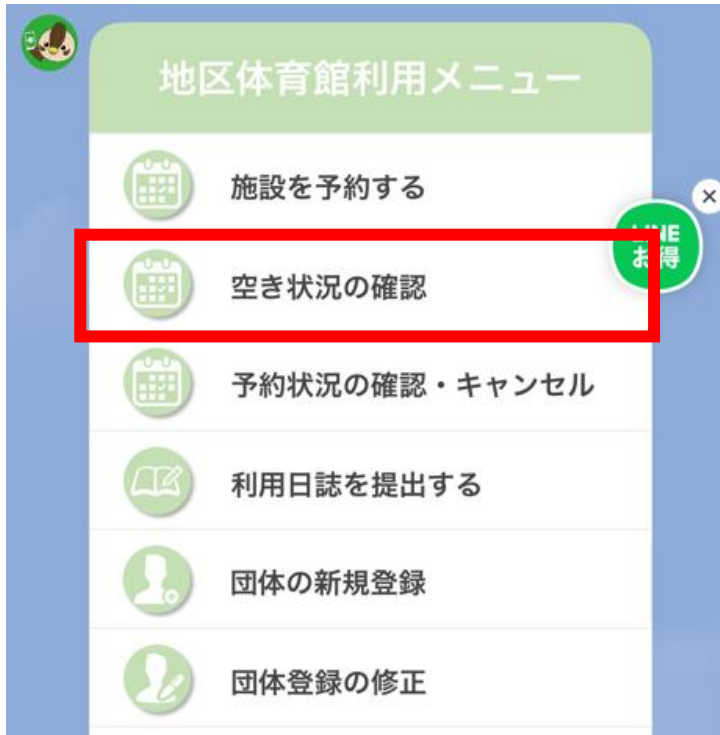 地区体育館利用メニュー
施設を予約する
×
LINE
お得
空き状況の確認
予約状況の確認・キャンセル
利用日誌を提出する
団体の新規登録
団体登録の修正